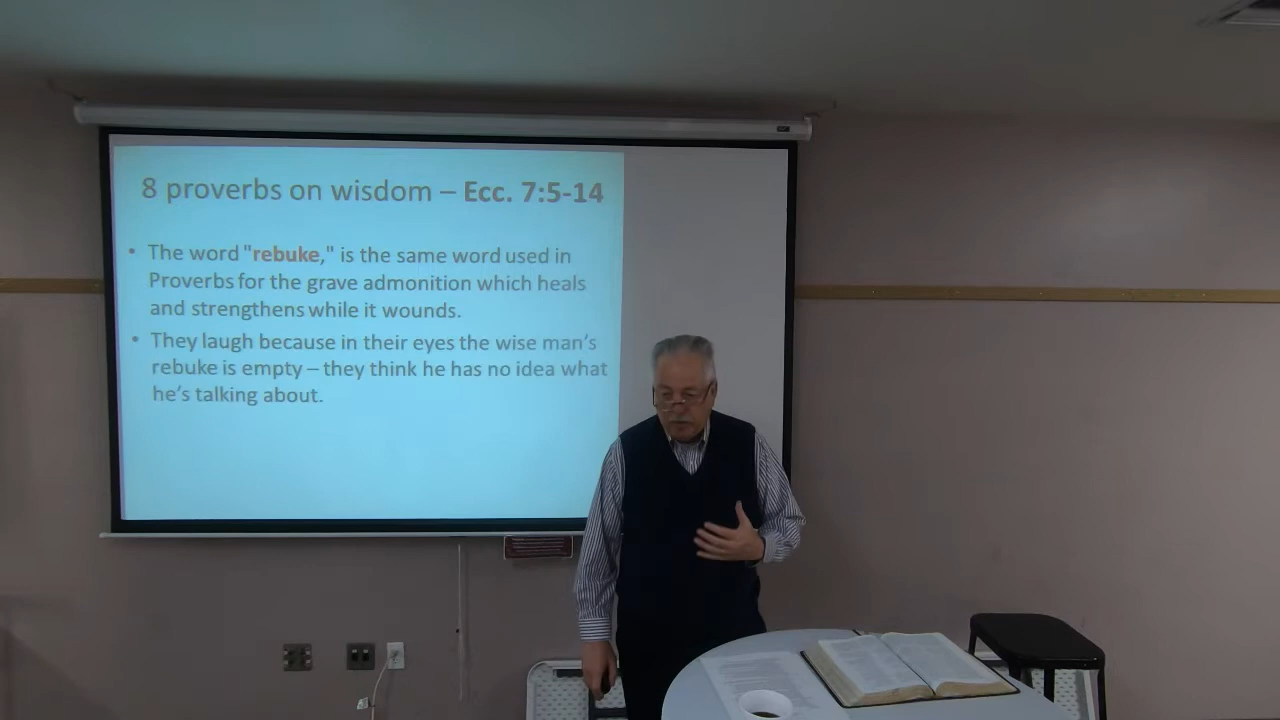 8 proverbs on wisdom – Ecc. 7:5-14
• The word "rebuke," is the same word used in
Proverbs for the grave admonition which heals
and strengthens while it wounds.
• They laugh because in their eyes the wise man's
rebuke is empty – they think he has no idea what
he's talking about.